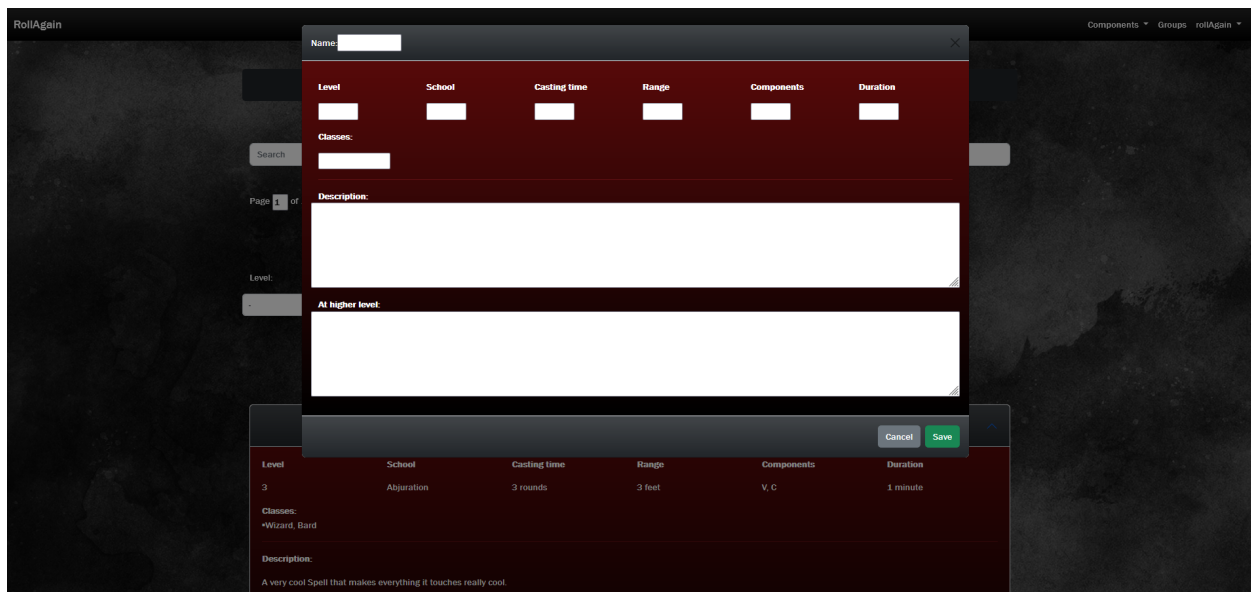 RollAgain
Components Groups rollAgain
Name:
Level School Casting time Range Components Duration
Classes:
Search
Description:
Page 1 of
Level:
-
At higher level:
Cancel Save
Level School Casting time Range Components Duration
3 Abjuration 3 rounds 3 feet V, C 1 minute
Classes:
•Wizard, Bard
Description:
A very cool Spell that makes everything it touches really cool.